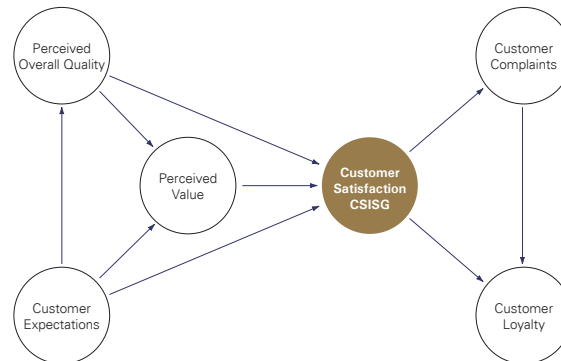 Perceived
Overall Quality
Customer
Complaints
Perceived
Value
Customer
Satisfaction
CSISG
Customer
Expectations
Customer
Loyalty